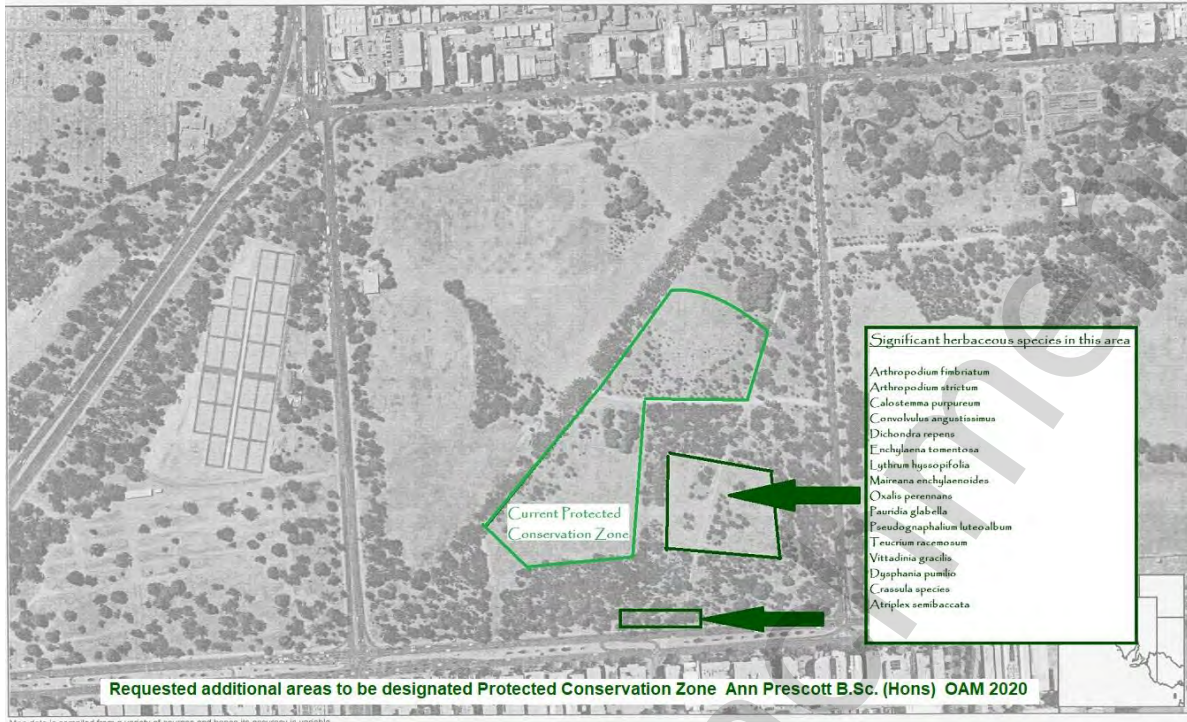 Significant herbaceous species in this area
Arthropodium fimbriatum
Arthropodium strictum
Calostemma purpureum
Convolvulus angustissimus
Dichondra repens
Enchylaena tomentosa
Lythrum hyssopifolia
Maireana enchylaenoides
Oxalis perennans
Pauridia glabella
Pseudognaphalium luteoalbum
Teucrium racemosum
Vittadinia gracilis
Dysphania pumilio
Crassula species
Atriplex semibaccata
Current Protected
Conservation Zone
Requested additional areas to be designated Protected Conservation Zone Ann Prescott B.Sc. (Hons) OAM 2020